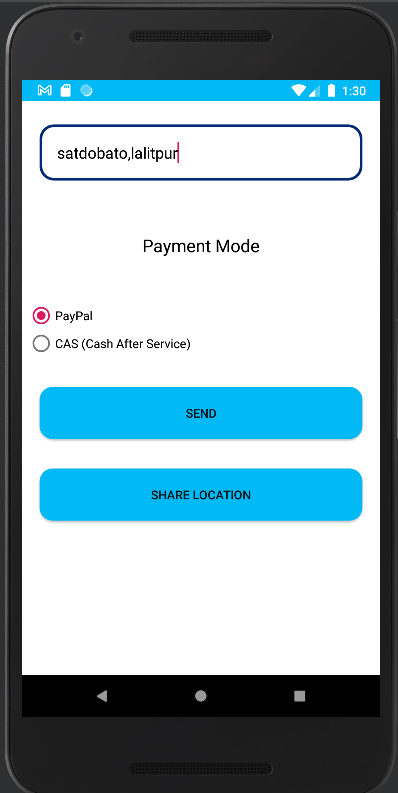 1:30
satdobato,lalitpur
Payment Mode
PayPal
CAS (Cash After Service)
SEND
SHARE LOCATION